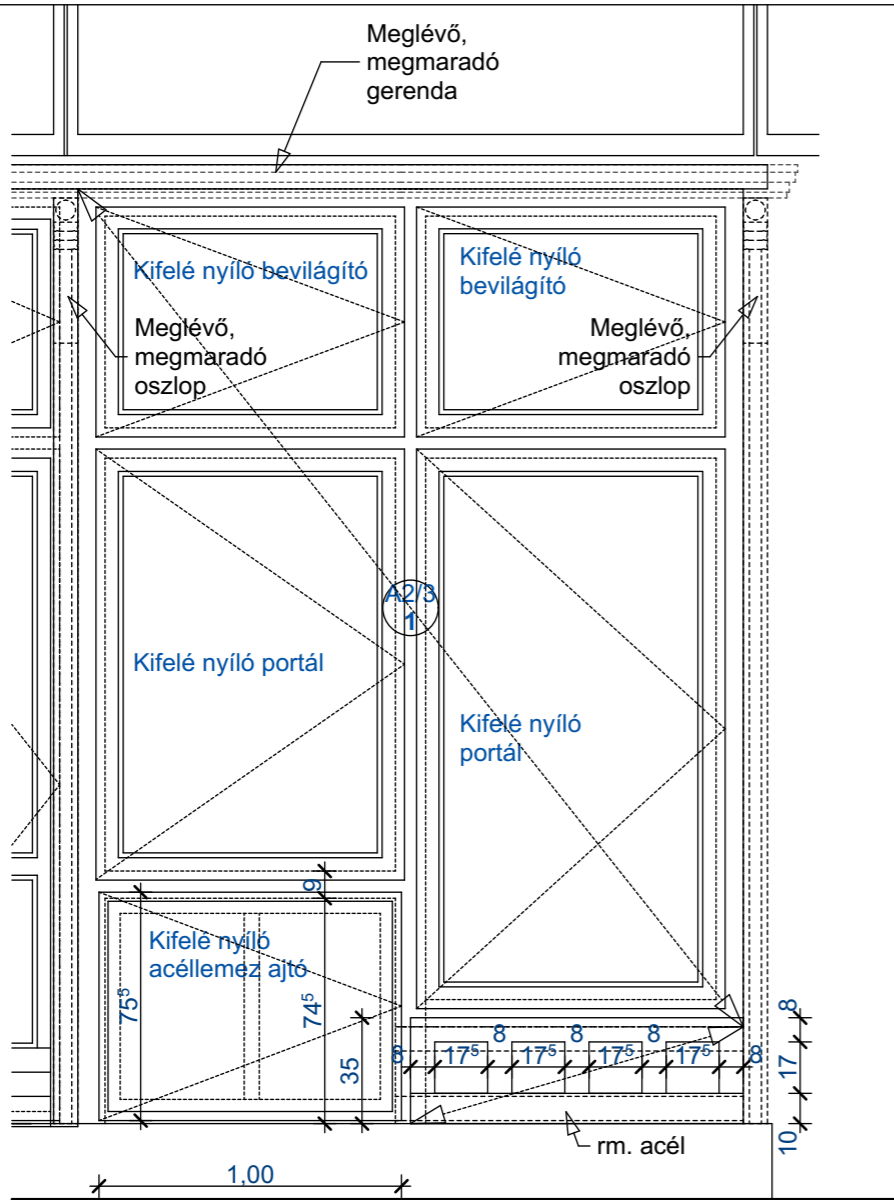 Meglévő,
megmaradó
gerenda
Kifelé nyíló bevilágító
Kifelé nyíló
bevilágító
Meglévő,
megmaradó
oszlop
Meglévő,
megmaradó
oszlop
A2/3
1
Kifelé nyíló portál
Kifelé nyíló
portál
9
Kifelé nyíló
acéllemez ajtó
75⁵
74⁵
35
8
8 8 8
8 17⁵ 17⁵ 17⁵ 17⁵ 8
17
10
rm. acél
1,00